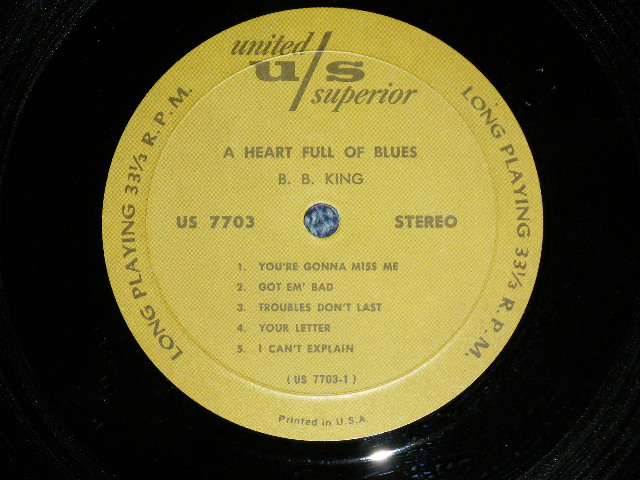 united
u/s
superior
LONG PLAYING 33⅓ R.P.M.
LONG PLAYING 33⅓ R.P.M.
A HEART FULL OF BLUES
B. B. KING
US 7703 STEREO
1. YOU'RE GONNA MISS ME
2. GOT EM' BAD
3. TROUBLES DON'T LAST
4. YOUR LETTER
5. I CAN'T EXPLAIN
( US 7703-1 )
Printed in U.S.A